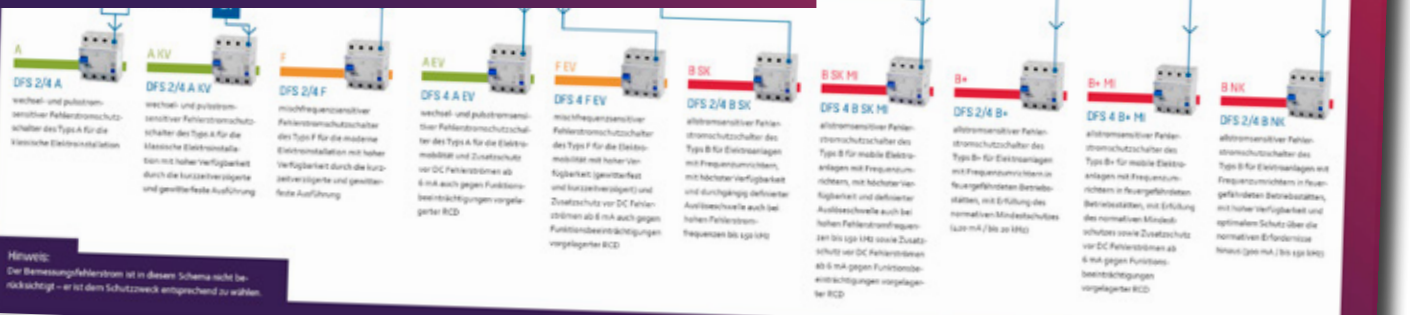 A
DFS 2/4 A
wechsel- und pulsstrom-
sensitiver Fehlerstromschutz-
schalter des Typs A für die
klassische Elektroinstallation
A KV
DFS 2/4 A KV
wechsel- und pulsstrom-
sensitiver Fehlerstromschutz-
schalter des Typs A für die
klassische Elektroinstalla-
tion mit hoher Verfügbarkeit
durch die kurzzeitverzögerte
und gewitterfeste Ausführung
F
DFS 2/4 F
mischfrequenzsensitiver
Fehlerstromschutzschalter
des Typs F für die moderne
Elektroinstallation mit hoher
Verfügbarkeit durch die kurz-
zeitverzögerte und gewitter-
feste Ausführung
A EV
DFS 4 A EV
wechsel- und pulsstromsensi-
tiver Fehlerstromschutzschal-
ter des Typs A für die Elektro-
mobilität und Zusatzschutz
vor DC Fehlerströmen ab
6 mA auch gegen Funktions-
beeinträchtigungen vorgela-
gerter RCD
F EV
DFS 4 F EV
mischfrequenzsensitiver
Fehlerstromschutzschalter
des Typs F für die Elektro-
mobilität mit hoher Ver-
fügbarkeit (gewitterfest
und kurzzeitverzögert) und
Zusatzschutz vor DC Fehler-
strömen ab 6 mA auch gegen
Funktionsbeeinträchtigungen
vorgelagerter RCD
B SK
DFS 2/4 B SK
allstromsensitiver Fehler-
stromschutzschalter des
Typs B für Elektroanlagen
mit Frequenzumrichtern,
mit höchster Verfügbarkeit
und durchgängig definierter
Auslöseschwelle auch bei
hohen Fehlerstrom-
frequenzen bis 150 kHz
B SK MI
DFS 4 B SK MI
allstromsensitiver Fehler-
stromschutzschalter des
Typs B für mobile Elektro-
anlagen mit Frequenzum-
richtern, mit höchster Ver-
fügbarkeit und definierter
Auslöseschwelle auch bei
hohen Fehlerstromfrequen-
zen bis 150 kHz sowie Zusatz-
schutz vor DC Fehlerströmen
ab 6 mA gegen Funktionsbe-
einträchtigungen vorgelager-
ter RCD
B+
DFS 2/4 B+
allstromsensitiver Fehler-
stromschutzschalter des
Typs B+ für Elektroanlagen
mit Frequenzumrichtern in
feuergefährdeten Betriebs-
stätten, mit Erfüllung des
normativen Mindestschutzes
(420 mA / bis 20 kHz)
B+ MI
DFS 4 B+ MI
allstromsensitiver Fehler-
stromschutzschalter des
Typs B+ für mobile Elektro-
anlagen mit Frequenzum-
richtern in feuergefährdeten
Betriebsstätten, mit Erfüllung
des normativen Mindest-
schutzes sowie Zusatzschutz
vor DC Fehlerströmen ab
6 mA gegen Funktions-
beeinträchtigungen
vorgelagerter RCD
B NK
DFS 2/4 B NK
allstromsensitiver Fehler-
stromschutzschalter des
Typs B für Elektroanlagen mit
Frequenzumrichtern in feuer-
gefährdeten Betriebsstätten,
mit hoher Verfügbarkeit und
optimalem Schutz über die
normativen Erfordernisse
hinaus (300 mA / bis 150 kHz)
Hinweis:
Der Bemessungsfehlerstrom ist in diesem Schema nicht be-
rücksichtigt – er ist dem Schutzzweck entsprechend zu wählen.